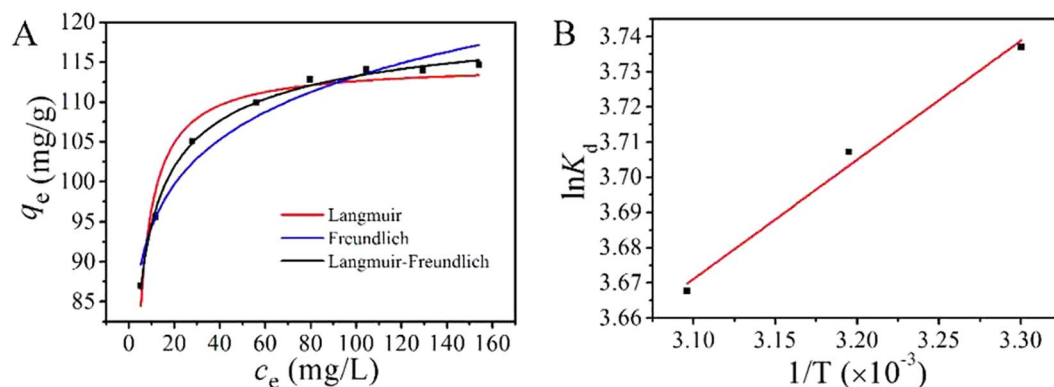 A
120
115
110
105
100
95
90
85
0 20 40 60 80 100 120 140 160
qe (mg/g)
ce (mg/L)
Langmuir
Freundlich
Langmuir-Freundlich
B
3.74
3.73
3.72
3.71
3.70
3.69
3.68
3.67
3.66
3.10 3.15 3.20 3.25 3.30
lnKd
1/T (×10⁻³)